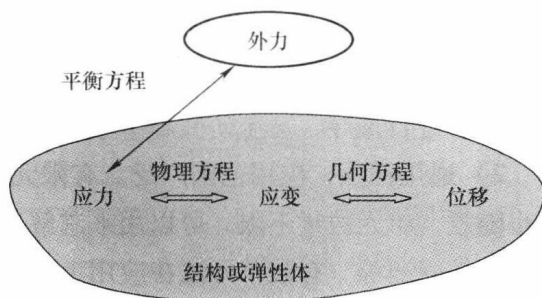 外力
平衡方程
物理方程 几何方程
应力 应变 位移
结构或弹性体